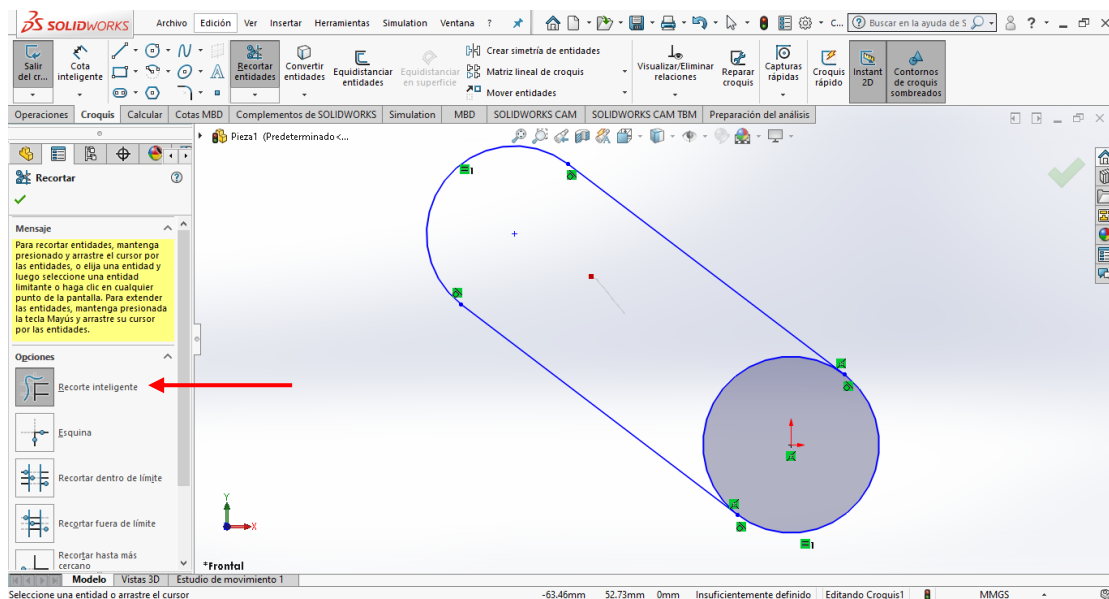 SOLIDWORKS
Archivo Edición Ver Insertar Herramientas Simulation Ventana ?
C...
Buscar en la ayuda de S
?
Salir del cr...
Cota inteligente
Recortar entidades
Convertir entidades
Equidistanciar entidades
Equidistanciar en superficie
Crear simetría de entidades
Matriz lineal de croquis
Mover entidades
Visualizar/Eliminar relaciones
Reparar croquis
Capturas rápidas
Croquis rápido
Instant 2D
Contornos de croquis sombreados
Operaciones Croquis Calcular Cotas MBD Complementos de SOLIDWORKS Simulation MBD SOLIDWORKS CAM SOLIDWORKS CAM TBM Preparación del análisis
Pieza1 (Predeterminado<...
Recortar
?
Mensaje
Para recortar entidades, mantenga
presionado y arrastre el cursor por
las entidades, o elija una entidad y
luego seleccione una entidad
limitante o haga clic en cualquier
punto de la pantalla. Para extender
las entidades, mantenga presionada
la tecla Mayús y arrastre su cursor
por las entidades.
Opciones
Recorte inteligente
Esquina
Recortar dentro de límite
Recortar fuera de límite
Recortar hasta más
cercano
1
1
Y
X
*Frontal
Modelo Vistas 3D Estudio de movimiento 1
Seleccione una entidad o arrastre el cursor
-63.46mm 52.73mm 0mm Insuficientemente definido Editando Croquis1 MMGS